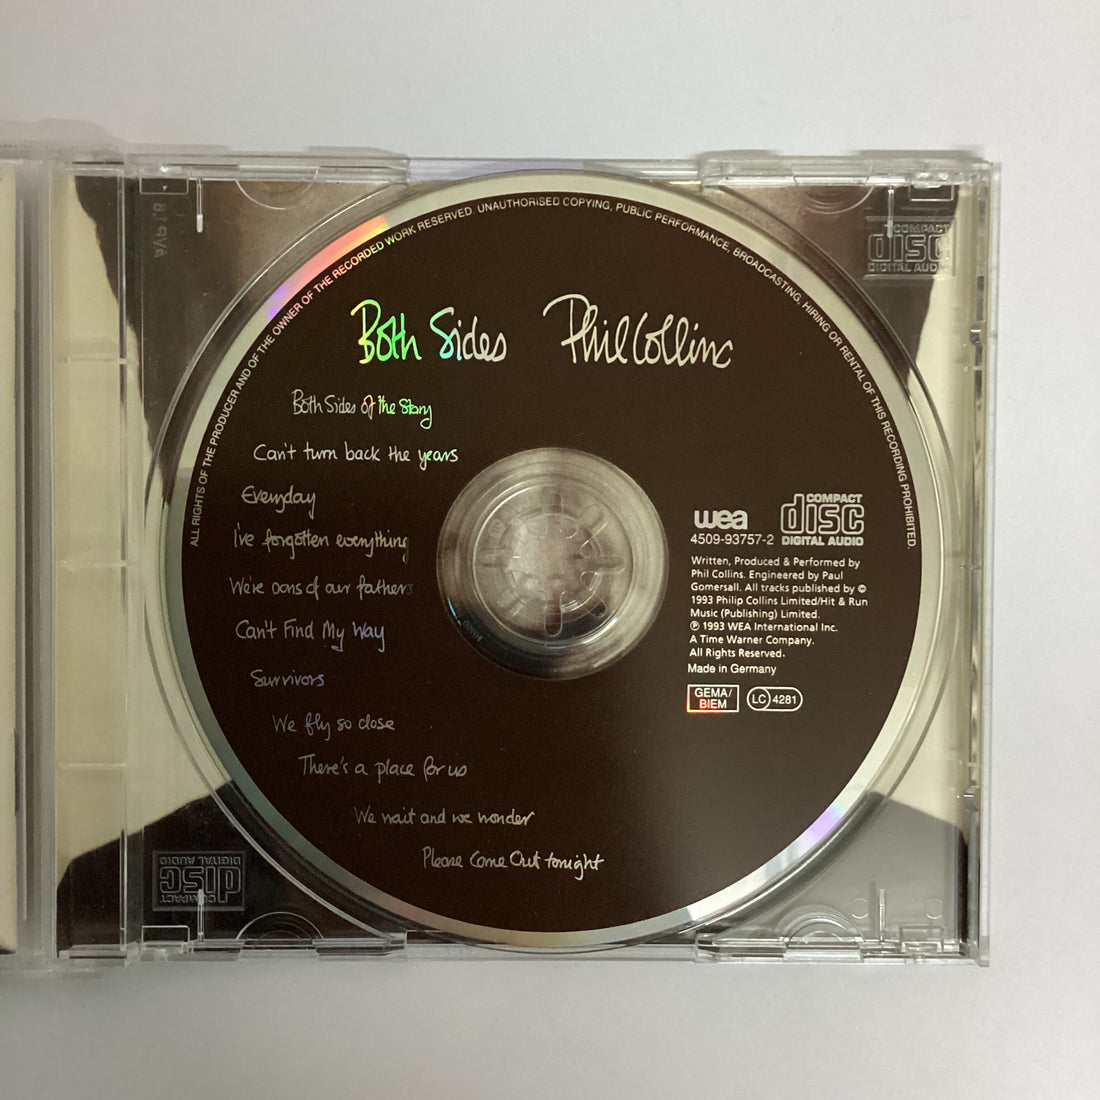 ALL RIGHTS OF THE PRODUCER AND OF THE OWNER OF THE RECORDED WORK RESERVED. UNAUTHORISED COPYING, PUBLIC PERFORMANCE, BROADCASTING, HIRING OR RENTAL OF THIS RECORDING PROHIBITED.
Both Sides Phil Collins
Both Sides of the Story
Can't turn back the years
Everyday
I've forgotten everything
We're sons of our fathers
Can't Find My Way
Survivors
We fly so close
There's a place for us
We wait and we wonder
Please Come Out tonight
wea
4509-93757-2
COMPACT
disc
DIGITAL AUDIO
Written, Produced & Performed by
Phil Collins. Engineered by Paul
Gomersall. All tracks published by ©
1993 Philip Collins Limited/Hit & Run
Music (Publishing) Limited.
℗ 1993 WEA International Inc.
A Time Warner Company.
All Rights Reserved.
Made in Germany
GEMA/
BIEM
LC 4281
COMPACT
disc
DIGITAL AUDIO
COMPACT
disc
DIGITAL AUDIO